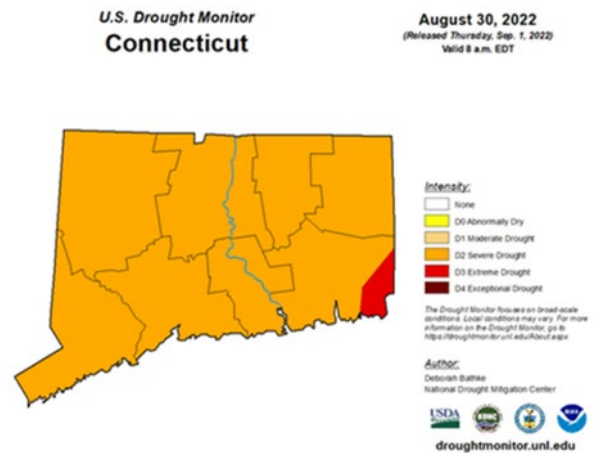 U.S. Drought Monitor
Connecticut
August 30, 2022
(Released Thursday, Sep. 1, 2022)
Valid 8 a.m. EDT
Intensity:
None
D0 Abnormally Dry
D1 Moderate Drought
D2 Severe Drought
D3 Extreme Drought
D4 Exceptional Drought
The Drought Monitor focuses on broad-scale
conditions. Local conditions may vary. For more
information on the Drought Monitor, go to
https://droughtmonitor.unl.edu/About.aspx
Author:
Deborah Bathke
National Drought Mitigation Center
USDA
NDMC
droughtmonitor.unl.edu